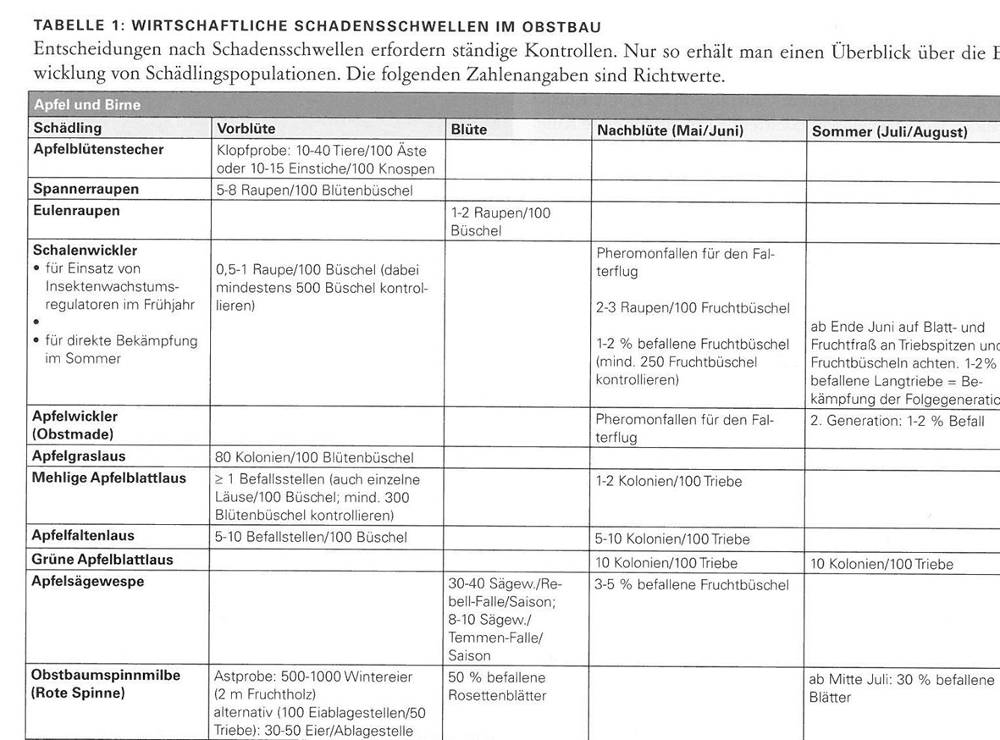 TABELLE 1: WIRTSCHAFTLICHE SCHADENSSCHWELLEN IM OBSTBAU
Entscheidungen nach Schadensschwellen erfordern ständige Kontrollen. Nur so erhält man einen Überblick über die E
wicklung von Schädlingspopulationen. Die folgenden Zahlenangaben sind Richtwerte.
Apfel und Birne
Schädling
Vorblüte
Blüte
Nachblüte (Mai/Juni)
Sommer (Juli/August)
Apfelblütenstecher
Klopfprobe: 10-40 Tiere/100 Äste
oder 10-15 Einstiche/100 Knospen
Spannerraupen
5-8 Raupen/100 Blütenbüschel
Eulenraupen
1-2 Raupen/100
Büschel
Schalenwickler
• für Einsatz von
Insektenwachstums-
regulatoren im Frühjahr
•
• für direkte Bekämpfung
im Sommer
0,5-1 Raupe/100 Büschel (dabei
mindestens 500 Büschel kontrol-
lieren)
Pheromonfallen für den Fal-
terflug
2-3 Raupen/100 Fruchtbüschel
1-2 % befallene Fruchtbüschel
(mind. 250 Fruchtbüschel
kontrollieren)
ab Ende Juni auf Blatt- und
Fruchtfraß an Triebspitzen und
Fruchtbüscheln achten. 1-2%
befallene Langtriebe = Be-
kämpfung der Folgegeneratio
Apfelwickler
(Obstmade)
Pheromonfallen für den Fal-
terflug
2. Generation: 1-2 % Befall
Apfelgraslaus
80 Kolonien/100 Blütenbüschel
Mehlige Apfelblattlaus
≥ 1 Befallsstellen (auch einzelne
Läuse/100 Büschel; mind. 300
Blütenbüschel kontrollieren)
1-2 Kolonien/100 Triebe
Apfelfaltenlaus
5-10 Befallstellen/100 Büschel
5-10 Kolonien/100 Triebe
Grüne Apfelblattlaus
10 Kolonien/100 Triebe
10 Kolonien/100 Triebe
Apfelsägewespe
30-40 Sägew./Re-
bell-Falle/Saison;
8-10 Sägew./
Temmen-Falle/
Saison
3-5 % befallene Fruchtbüschel
Obstbaumspinnmilbe
(Rote Spinne)
Astprobe: 500-1000 Wintereier
(2 m Fruchtholz)
alternativ (100 Eiablagestellen/50
Triebe): 30-50 Eier/Ablagestelle
50 % befallene
Rosettenblätter
ab Mitte Juli: 30 % befallene
Blätter